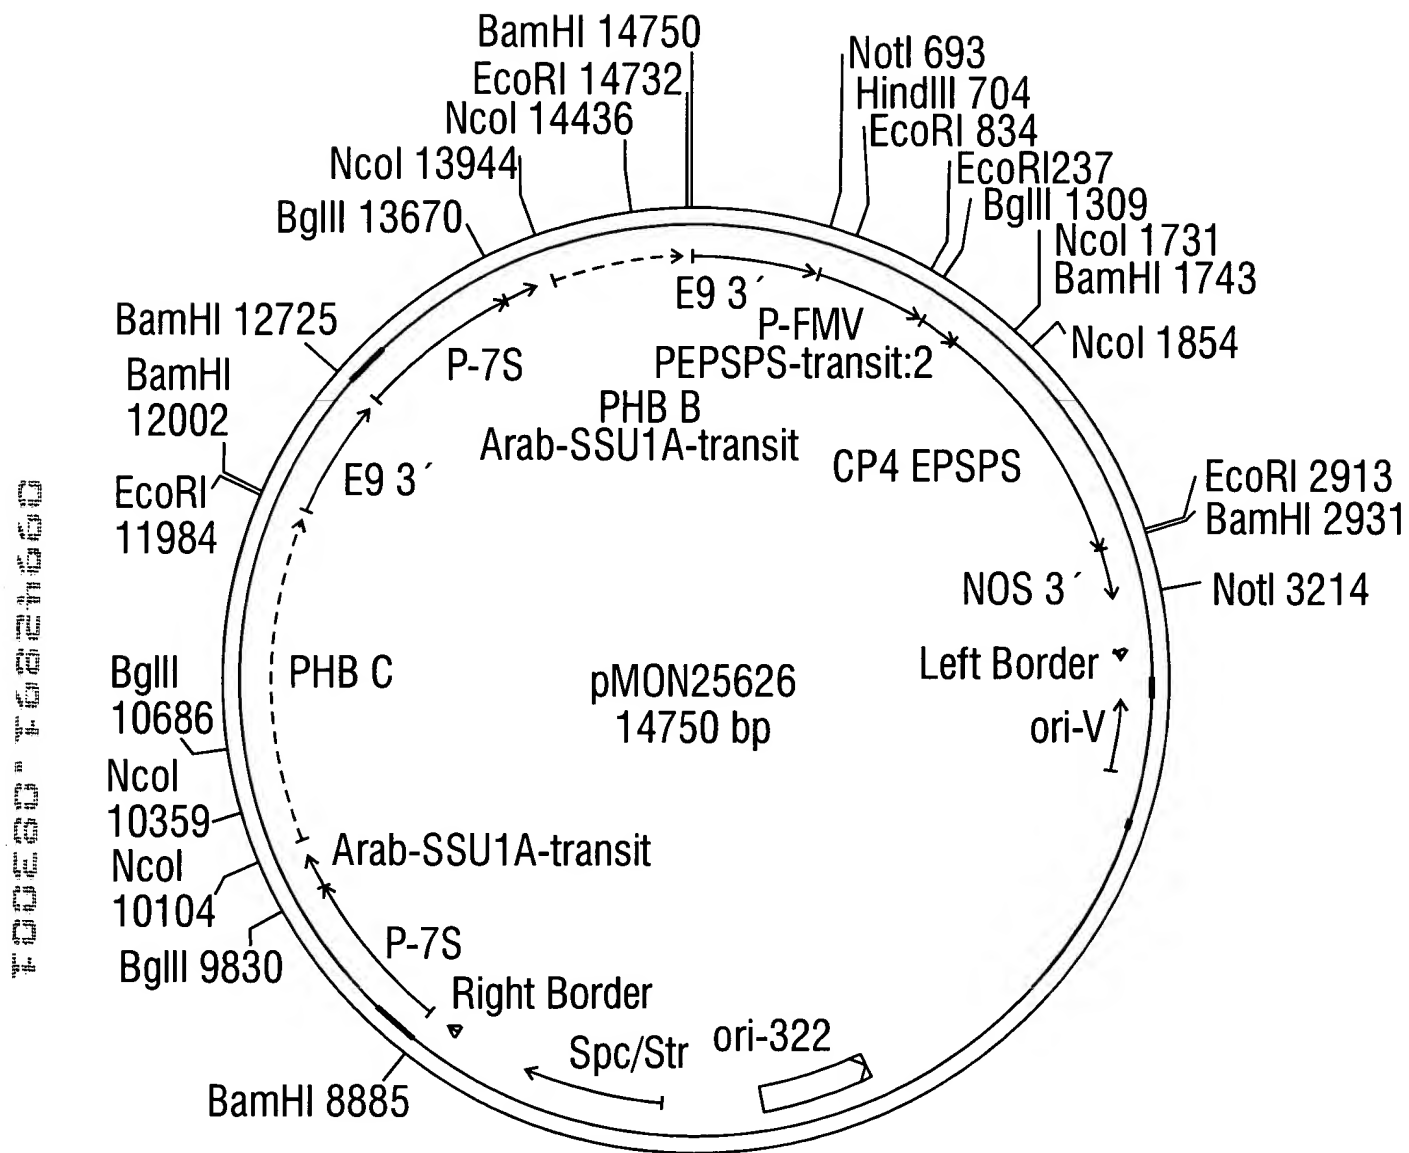 BamHI 14750
EcoRI 14732
NcoI 14436
NcoI 13944
BglII 13670
NotI 693
HindIII 704
EcoRI 834
EcoRI237
BglII 1309
NcoI 1731
BamHI 1743
NcoI 1854
BamHI 12725
BamHI
12002
EcoRI
11984
E9 3´
P-FMV
PEPSPS-transit:2
P-7S
PHB B
Arab-SSU1A-transit
E9 3´
CP4 EPSPS
EcoRI 2913
BamHI 2931
NotI 3214
NOS 3´
Left Border
ori-V
PHB C
pMON25626
14750 bp
BglII
10686
NcoI
10359
NcoI
10104
BglII 9830
Arab-SSU1A-transit
P-7S
Right Border
Spc/Str
ori-322
BamHI 8885